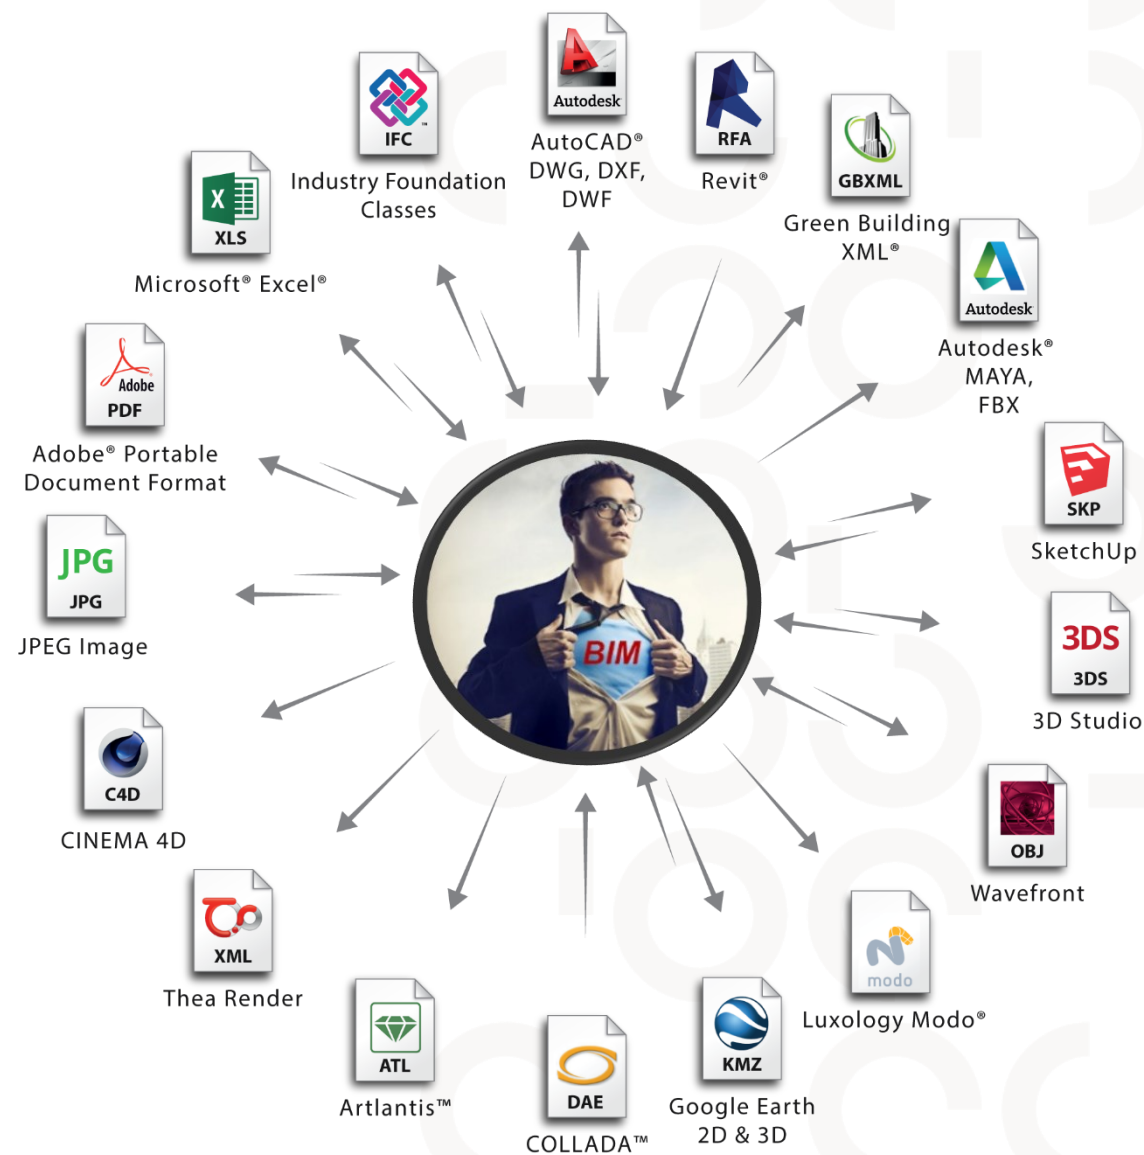 Autodesk
AutoCAD®
DWG, DXF,
DWF
RFA
Revit®
GBXML
Green Building
XML®
Autodesk
Autodesk®
MAYA,
FBX
SKP
SketchUp
3DS
3DS
3D Studio
OBJ
Wavefront
modo
Luxology Modo®
KMZ
Google Earth
2D & 3D
DAE
COLLADA™
ATL
Artlantis™
XML
Thea Render
C4D
CINEMA 4D
JPG
JPG
JPEG Image
Adobe
PDF
Adobe® Portable
Document Format
X
XLS
Microsoft® Excel®
IFC
Industry Foundation
Classes
BIM